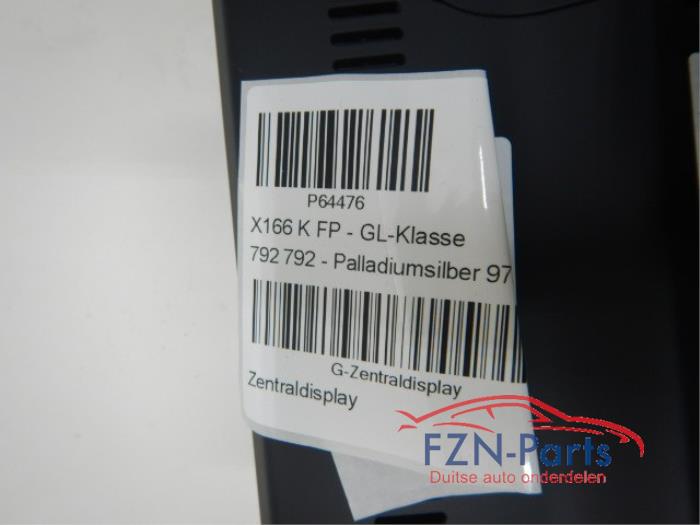 P64476
X166 K FP - GL-Klasse
792 792 - Palladiumsilber 97
G-Zentraldisplay
Zentraldisplay
FZN-Parts
Duitse auto onderdelen